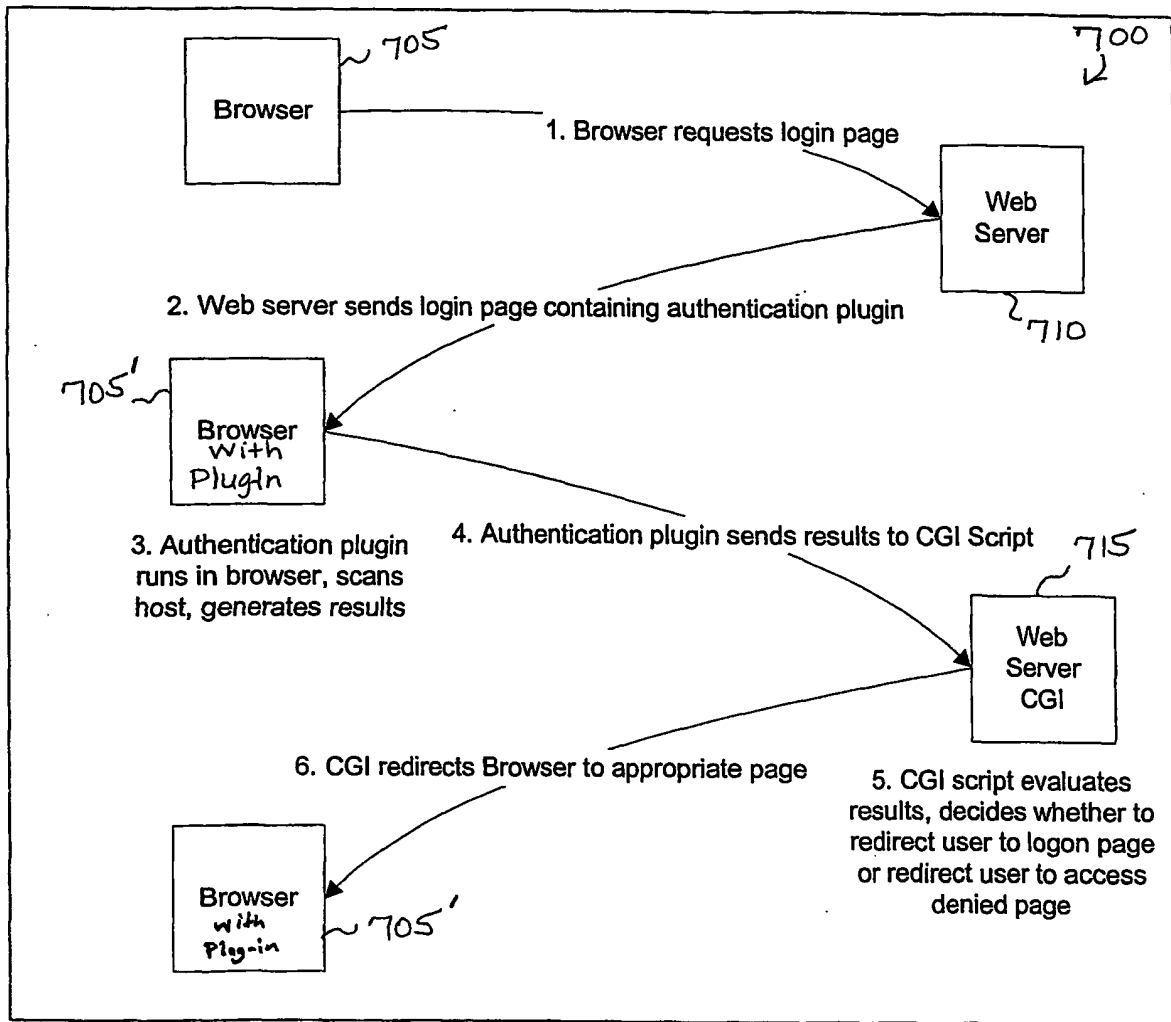 705
700
Browser
1. Browser requests login page
Web
Server
710
2. Web server sends login page containing authentication plugin
705'
Browser
with
PlugIn
3. Authentication plugin
runs in browser, scans
host, generates results
4. Authentication plugin sends results to CGI Script
715
Web
Server
CGI
6. CGI redirects Browser to appropriate page
5. CGI script evaluates
results, decides whether to
redirect user to logon page
or redirect user to access
denied page
Browser
with
Plug-in
705'